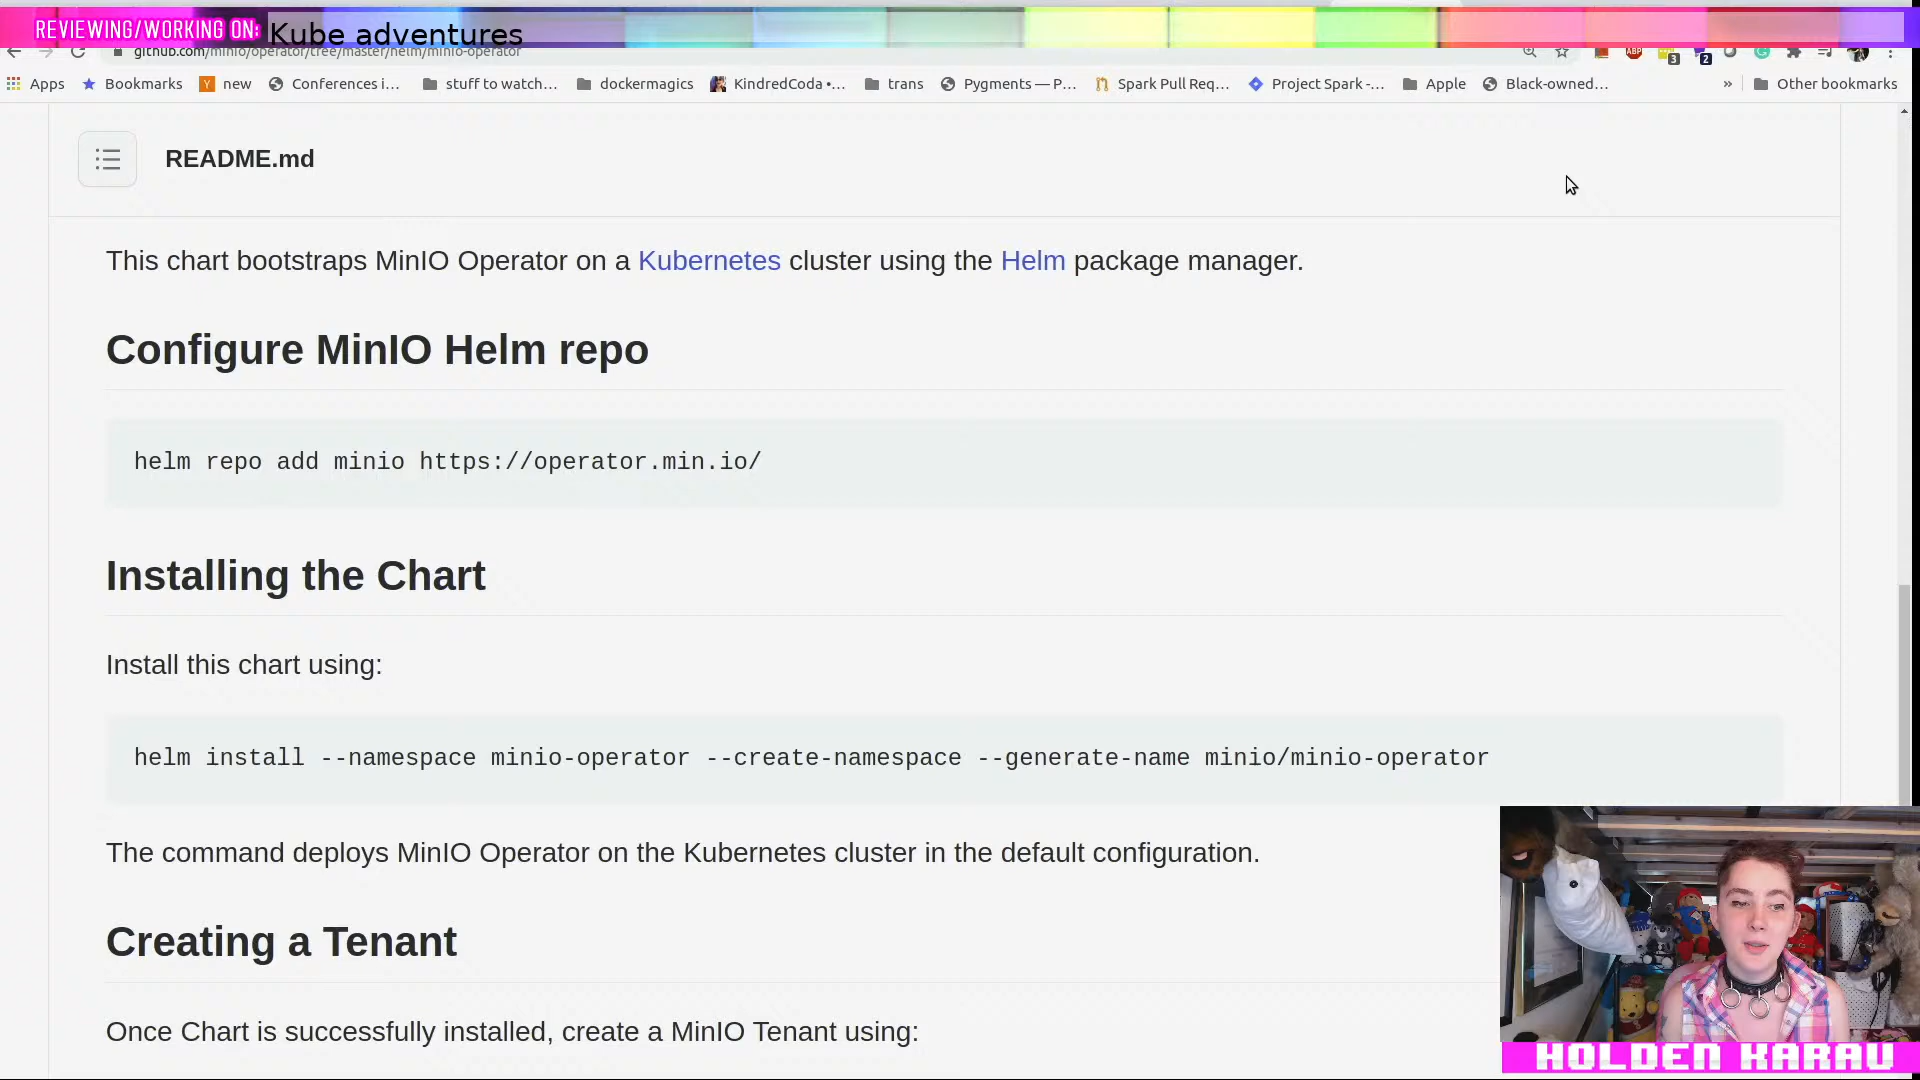 REVIEWING/WORKING ON: Kube adventures
github.com/minio/operator/tree/master/helm/minio-operator
3
2
Apps
Bookmarks
new
Conferences i...
stuff to watch...
dockermagics
KindredCoda •...
trans
Pygments — P...
Spark Pull Req...
Project Spark -...
Apple
Black-owned...
»
Other bookmarks
README.md
This chart bootstraps MinIO Operator on a Kubernetes cluster using the Helm package manager.
Configure MinIO Helm repo
helm repo add minio https://operator.min.io/
Installing the Chart
Install this chart using:
helm install --namespace minio-operator --create-namespace --generate-name minio/minio-operator
The command deploys MinIO Operator on the Kubernetes cluster in the default configuration.
Creating a Tenant
Once Chart is successfully installed, create a MinIO Tenant using:
HOLDEN KARAU